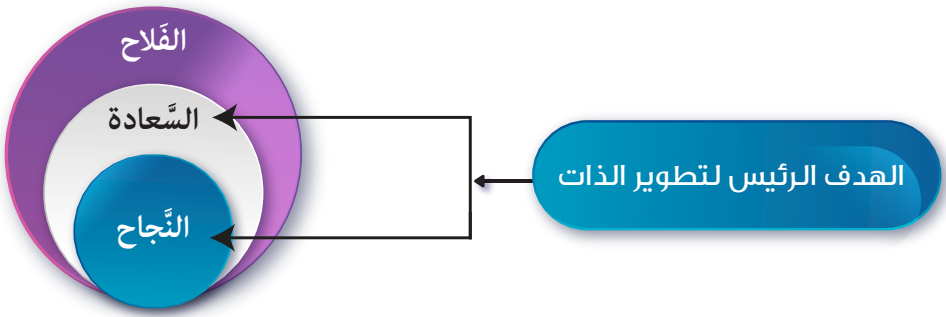 الفَلاح
السَّعادة
النَّجاح
الهدف الرئيس لتطوير الذات